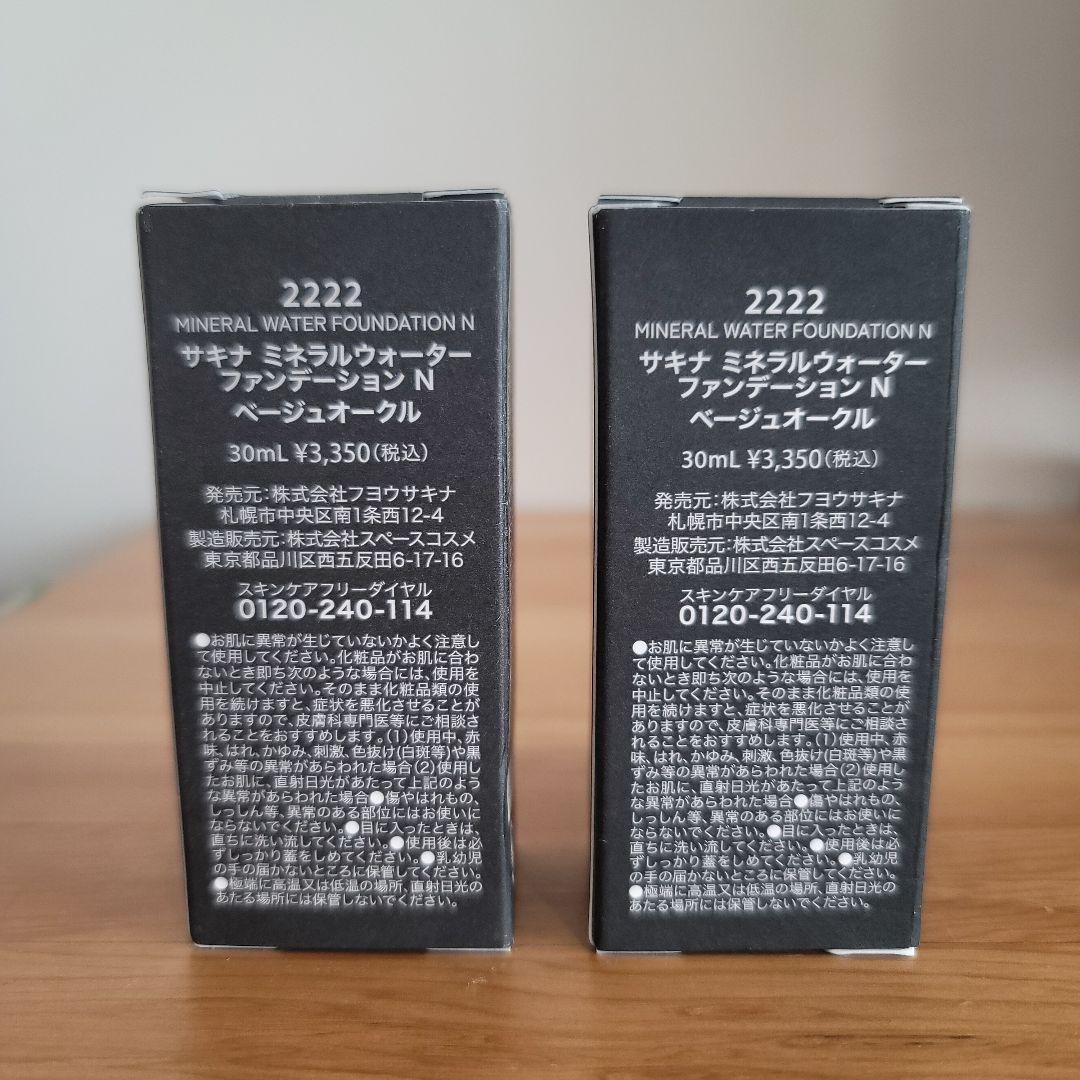 2222
MINERAL WATER FOUNDATION N
サキナ ミネラルウォーター
ファンデーション N
ベージュオークル
30mL ¥3,350(税込)
発売元:株式会社フヨウサキナ
札幌市中央区南1条西12-4
製造販売元:株式会社スペースコスメ
東京都品川区西五反田6-17-16
スキンケアフリーダイヤル
0120-240-114
●お肌に異常が生じていないかよく注意し
て使用してください。化粧品がお肌に合わ
ないとき即ち次のような場合には、使用を
中止してください。そのまま化粧品類の使
用を続けますと、症状を悪化させることが
ありますので、皮膚科専門医等にご相談さ
れることをおすすめします。(1)使用中、赤
味、はれ、かゆみ、刺激、色抜け(白斑等)や黒
ずみ等の異常があらわれた場合(2)使用し
たお肌に、直射日光があたって上記のよう
な異常があらわれた場合●傷やはれもの、
しっしん等、異常のある部位にはお使いに
ならないでください。●目に入ったときは、
直ちに洗い流してください。●使用後は必
ずしっかり蓋をしめてください。●乳幼児
の手の届かないところに保管してください。
●極端に高温又は低温の場所、直射日光の
あたる場所には保管しないでください。
2222
MINERAL WATER FOUNDATION N
サキナ ミネラルウォーター
ファンデーション N
ベージュオークル
30mL ¥3,350(税込)
発売元:株式会社フヨウサキナ
札幌市中央区南1条西12-4
製造販売元:株式会社スペースコスメ
東京都品川区西五反田6-17-16
スキンケアフリーダイヤル
0120-240-114
●お肌に異常が生じていないかよく注意し
て使用してください。化粧品がお肌に合わ
ないとき即ち次のような場合には、使用を
中止してください。そのまま化粧品類の使
用を続けますと、症状を悪化させることが
ありますので、皮膚科専門医等にご相談さ
れることをおすすめします。(1)使用中、赤
味、はれ、かゆみ、刺激、色抜け(白斑等)や黒
ずみ等の異常があらわれた場合(2)使用し
たお肌に、直射日光があたって上記のよう
な異常があらわれた場合●傷やはれもの、
しっしん等、異常のある部位にはお使いに
ならないでください。●目に入ったときは、
直ちに洗い流してください。●使用後は必
ずしっかり蓋をしめてください。●乳幼児
の手の届かないところに保管してください。
●極端に高温又は低温の場所、直射日光の
あたる場所には保管しないでください。